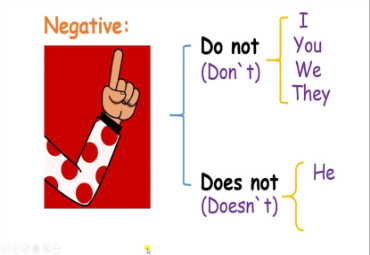 Negative:
Do not
(Don`t)
I
You
We
They
Does not
(Doesn`t)
He